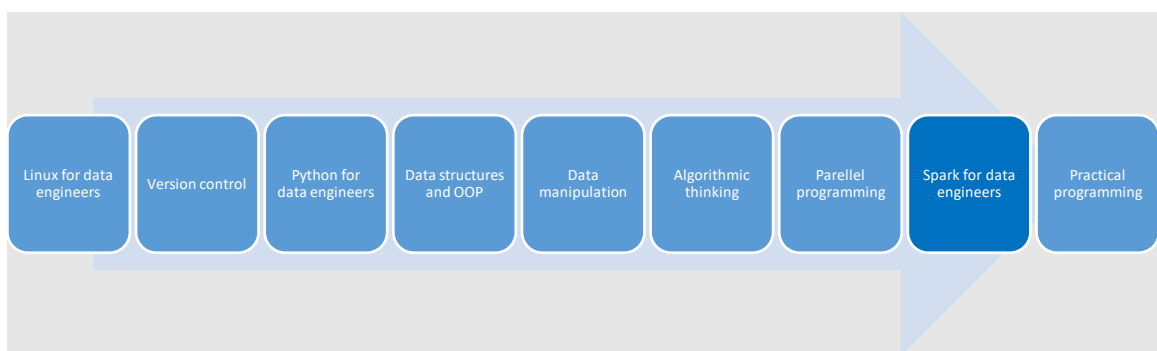 Linux for data
engineers
Version control
Python for
data engineers
Data structures
and OOP
Data
manipulation
Algorithmic
thinking
Parellel
programming
Spark for data
engineers
Practical
programming